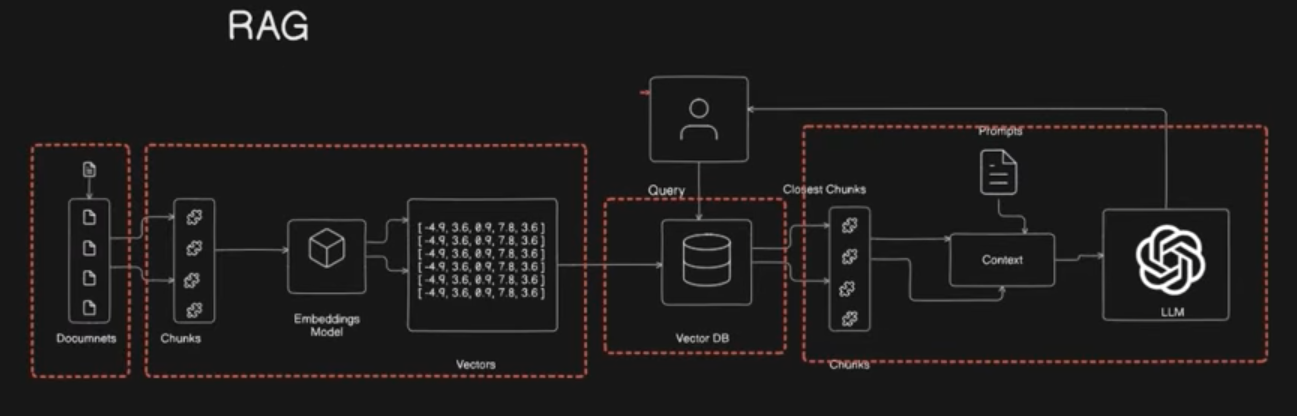 RAG
Prompts
Query
Closest Chunks
[-4.9, 3.6, 0.9, 7.8, 3.6]
[-4.9, 3.6, 0.9, 7.8, 3.6]
[-4.9, 3.6, 0.9, 7.8, 3.6]
[-4.9, 3.6, 0.9, 7.8, 3.6]
[-4.9, 3.6, 0.9, 7.8, 3.6]
[-4.9, 3.6, 0.9, 7.8, 3.6]
Context
LLM
Embeddings
Model
Documnets
Chunks
Vector DB
Vectors
Chunks